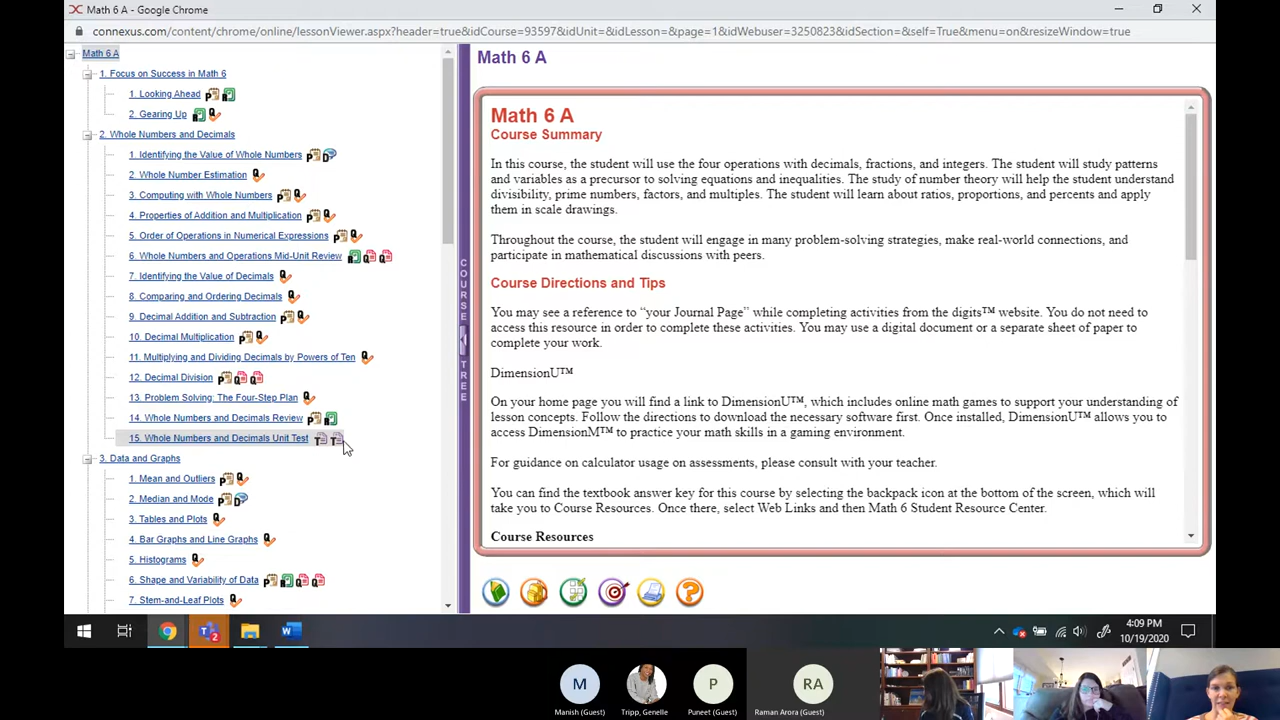 Math 6 A - Google Chrome
connexus.com/content/chrome/online/lessonViewer.aspx?header=true&idCourse=93597&idUnit=&idLesson=&page=1&idWebuser=3250823&idSection=&self=True&menu=on&resizeWindow=true
Math 6 A
1. Focus on Success in Math 6
1. Looking Ahead
2. Gearing Up
2. Whole Numbers and Decimals
1. Identifying the Value of Whole Numbers
2. Whole Number Estimation
3. Computing with Whole Numbers
4. Properties of Addition and Multiplication
5. Order of Operations in Numerical Expressions
6. Whole Numbers and Operations Mid-Unit Review
7. Identifying the Value of Decimals
8. Comparing and Ordering Decimals
9. Decimal Addition and Subtraction
10. Decimal Multiplication
11. Multiplying and Dividing Decimals by Powers of Ten
12. Decimal Division
13. Problem Solving: The Four-Step Plan
14. Whole Numbers and Decimals Review
15. Whole Numbers and Decimals Unit Test
3. Data and Graphs
1. Mean and Outliers
2. Median and Mode
3. Tables and Plots
4. Bar Graphs and Line Graphs
5. Histograms
6. Shape and Variability of Data
7. Stem-and-Leaf Plots
COURSE TREE
Math 6 A
Math 6 A
Course Summary
In this course, the student will use the four operations with decimals, fractions, and integers. The student will study patterns
and variables as a precursor to solving equations and inequalities. The study of number theory will help the student understand
divisibility, prime numbers, factors, and multiples. The student will learn about ratios, proportions, and percents and apply
them in scale drawings.
Throughout the course, the student will engage in many problem-solving strategies, make real-world connections, and
participate in mathematical discussions with peers.
Course Directions and Tips
You may see a reference to “your Journal Page” while completing activities from the digits™ website. You do not need to
access this resource in order to complete these activities. You may use a digital document or a separate sheet of paper to
complete your work.
DimensionU™
On your home page you will find a link to DimensionU™, which includes online math games to support your understanding of
lesson concepts. Follow the directions to download the necessary software first. Once installed, DimensionU™ allows you to
access DimensionM™ to practice your math skills in a gaming environment.
For guidance on calculator usage on assessments, please consult with your teacher.
You can find the textbook answer key for this course by selecting the backpack icon at the bottom of the screen, which will
take you to Course Resources. Once there, select Web Links and then Math 6 Student Resource Center.
Course Resources
2
4:09 PM
10/19/2020
M
P
RA
Manish (Guest)
Tripp, Genelle
Puneet (Guest)
Raman Arora (Guest)